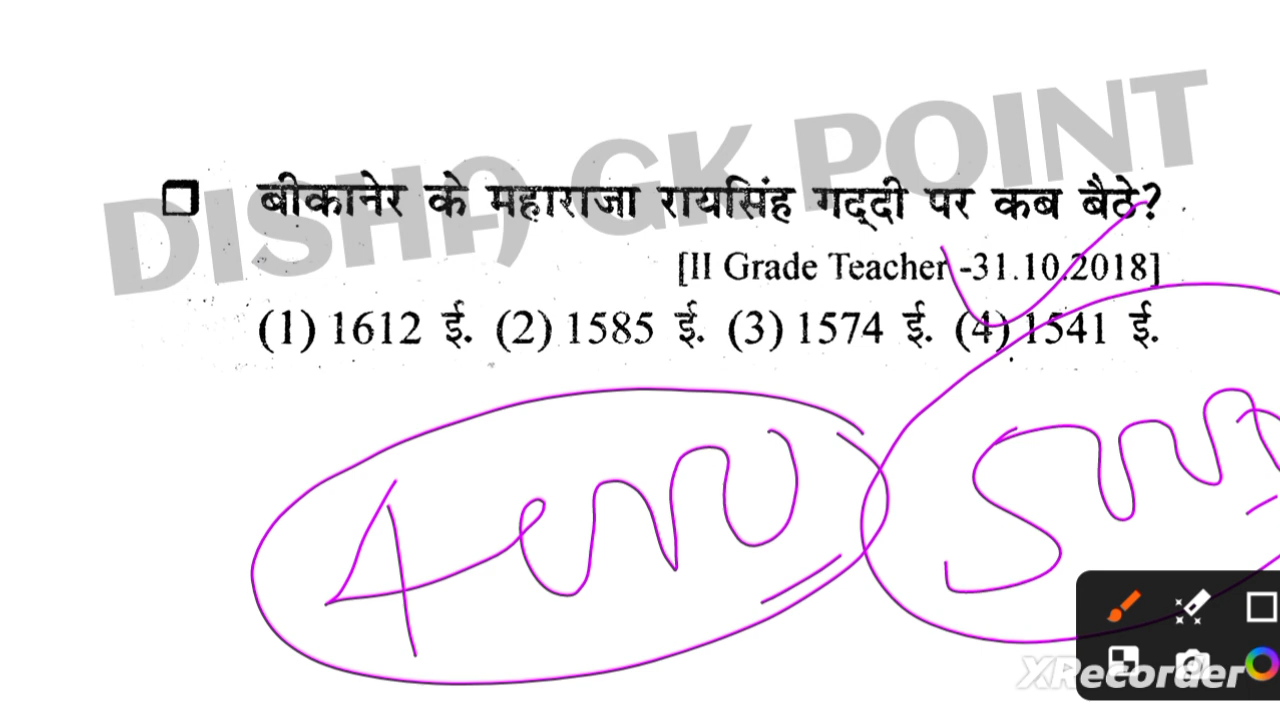 DISHA GK POINT
बीकानेर के महाराजा रायसिंह गद्दी पर कब बैठे?
[II Grade Teacher -31.10.2018]
(1) 1612 ई. (2) 1585 ई. (3) 1574 ई. (4) 1541 ई.
4
XRecorder